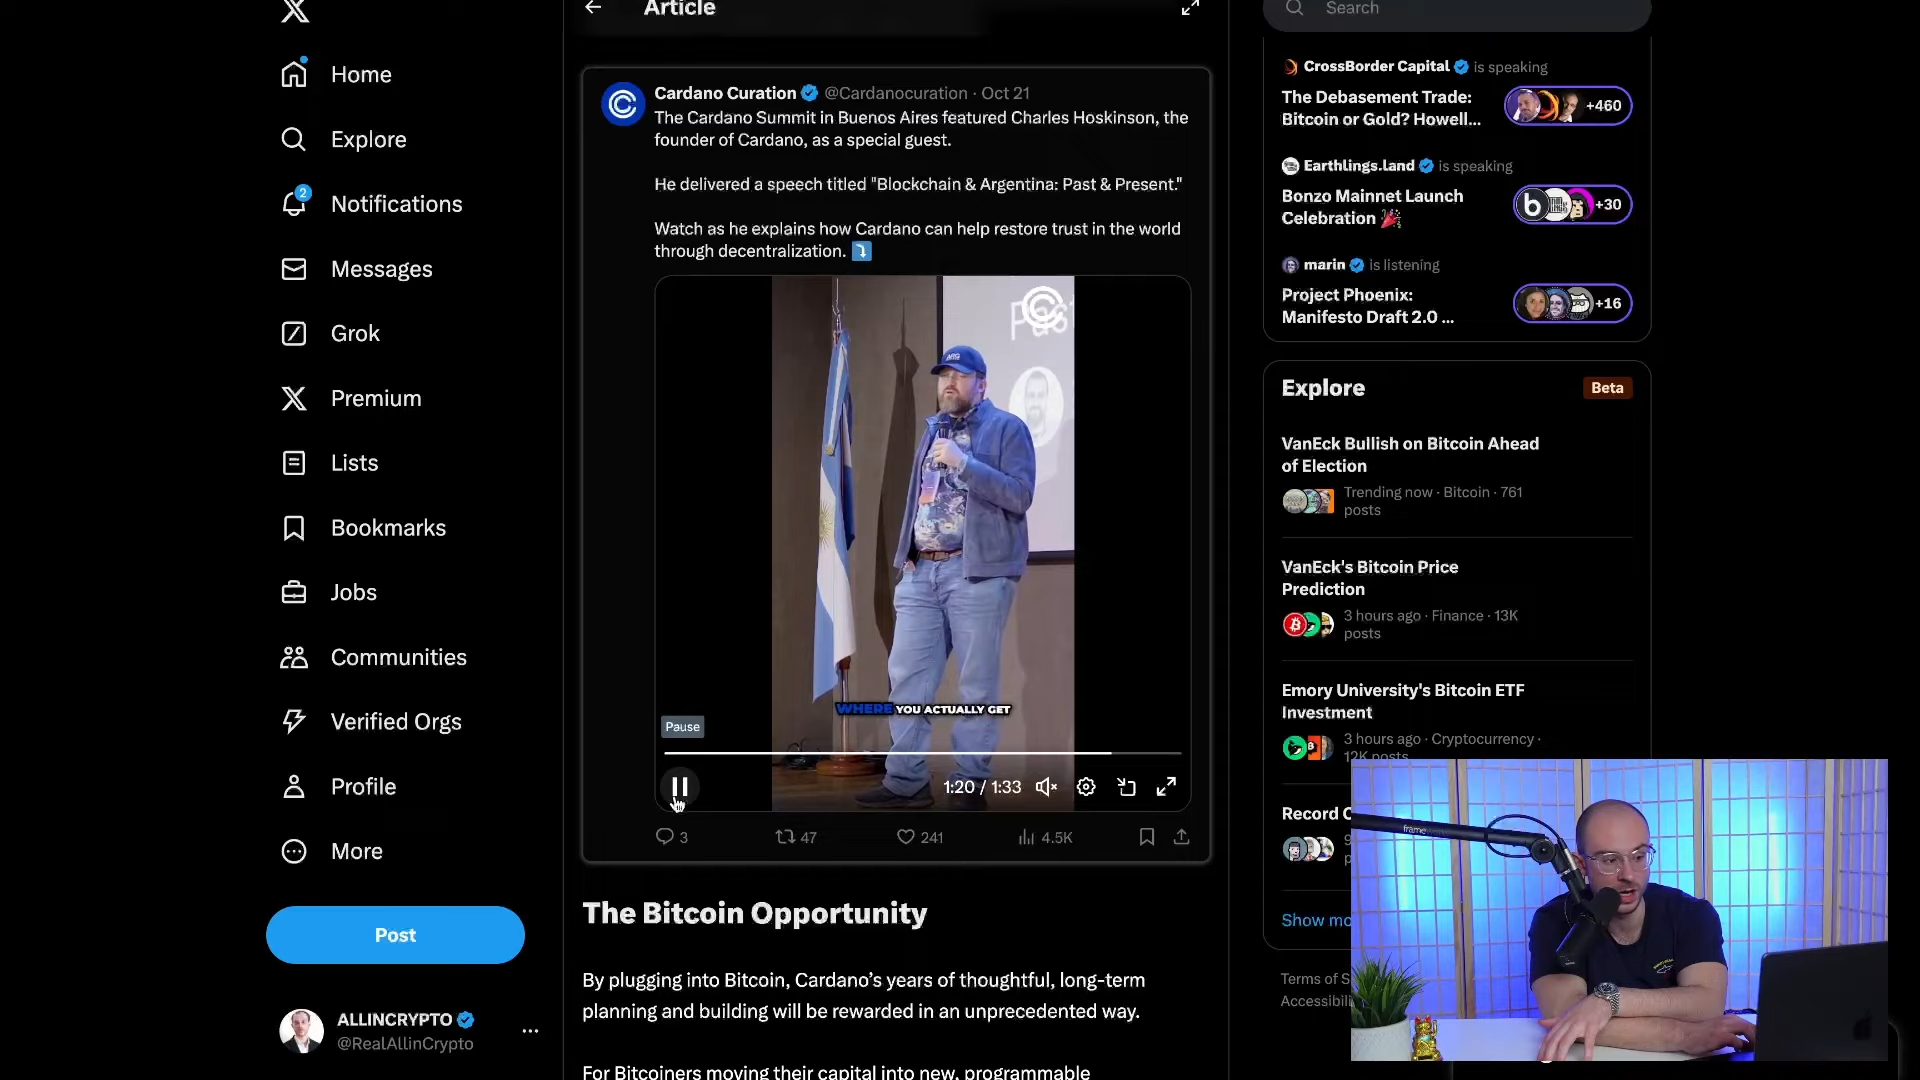 Home
Explore
2
Notifications
Messages
Grok
Premium
Lists
Bookmarks
Jobs
Communities
Verified Orgs
Profile
More
Post
ALLINCRYPTO
@RealAllinCrypto
Article
Cardano Curation @Cardanocuration · Oct 21
The Cardano Summit in Buenos Aires featured Charles Hoskinson, the
founder of Cardano, as a special guest.
He delivered a speech titled "Blockchain & Argentina: Past & Present."
Watch as he explains how Cardano can help restore trust in the world
through decentralization.
WHERE YOU ACTUALLY GET
Pause
1:20 / 1:33
3
47
241
4.5K
The Bitcoin Opportunity
By plugging into Bitcoin, Cardano’s years of thoughtful, long-term
planning and building will be rewarded in an unprecedented way.
For Bitcoiners moving their capital into new, programmable
Search
CrossBorder Capital is speaking
The Debasement Trade:
Bitcoin or Gold? Howell...
+460
Earthlings.land is speaking
Bonzo Mainnet Launch
Celebration
+30
marin is listening
Project Phoenix:
Manifesto Draft 2.0 ...
+16
Explore
Beta
VanEck Bullish on Bitcoin Ahead
of Election
Trending now · Bitcoin · 761
posts
VanEck's Bitcoin Price
Prediction
3 hours ago · Finance · 13K
posts
Emory University's Bitcoin ETF
Investment
3 hours ago · Cryptocurrency ·
12K posts
Record
Show
Terms of
frame